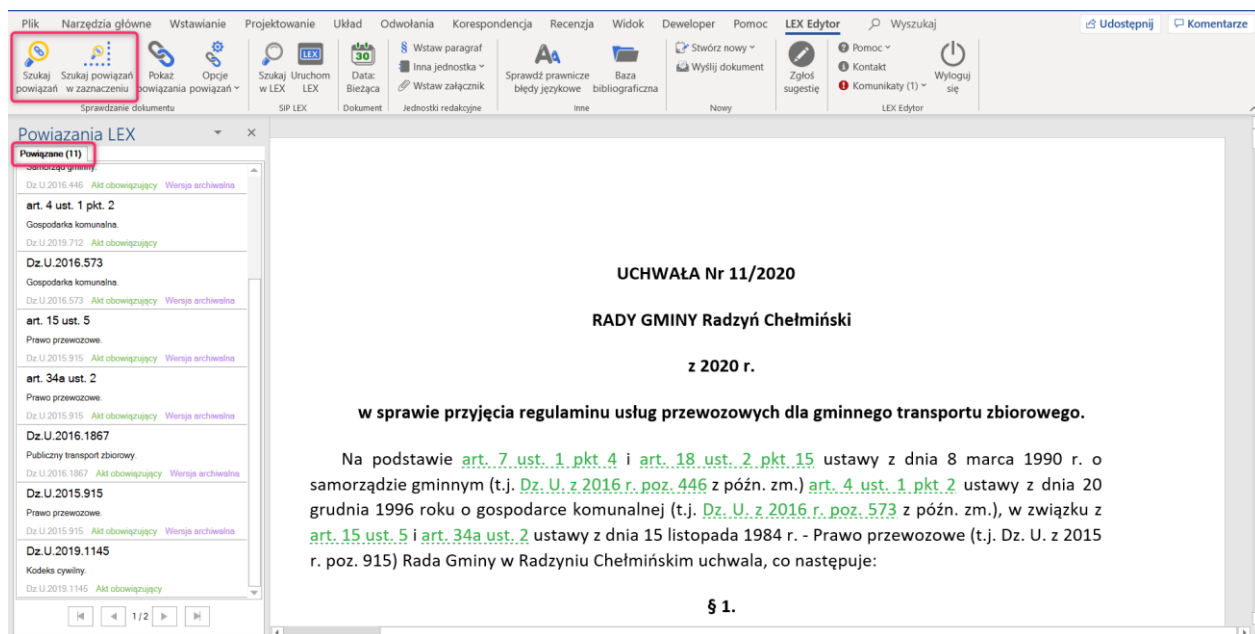 Plik Narzędzia główne Wstawianie Projektowanie Układ Odwołania Korespondencja Recenzja Widok Deweloper Pomoc LEX Edytor Wyszukaj Udostępnij Komentarze
Szukaj powiązań
Szukaj powiązań w zaznaczeniu
Pokaż powiązania
Opcje powiązań
Sprawdzanie dokumentu
Szukaj w LEX
LEX
Uruchom LEX
SIP LEX
30
Data: Bieżąca
Dokument
§ Wstaw paragraf
Inna jednostka
Wstaw załącznik
Jednostki redakcyjne
Sprawdź prawnicze błędy językowe
Baza bibliograficzna
Inne
Stwórz nowy
Wyślij dokument
Nowy
Zgłoś sugestię
Pomoc
Kontakt
Komunikaty (1)
Wyloguj się
LEX Edytor
Powiązania LEX
Powiązane (11)
Samorząd gminny.
Dz.U.2016.446 Akt obowiązujący Wersja archiwalna
art. 4 ust. 1 pkt. 2
Gospodarka komunalna.
Dz.U.2019.712 Akt obowiązujący
Dz.U.2016.573
Gospodarka komunalna.
Dz.U.2016.573 Akt obowiązujący Wersja archiwalna
art. 15 ust. 5
Prawo przewozowe.
Dz.U.2015.915 Akt obowiązujący Wersja archiwalna
art. 34a ust. 2
Prawo przewozowe.
Dz.U.2015.915 Akt obowiązujący Wersja archiwalna
Dz.U.2016.1867
Publiczny transport zbiorowy.
Dz.U.2016.1867 Akt obowiązujący Wersja archiwalna
Dz.U.2015.915
Prawo przewozowe.
Dz.U.2015.915 Akt obowiązujący Wersja archiwalna
Dz.U.2019.1145
Kodeks cywilny.
Dz.U.2019.1145 Akt obowiązujący
1/2
UCHWAŁA Nr 11/2020
RADY GMINY Radzyń Chełmiński
z 2020 r.
w sprawie przyjęcia regulaminu usług przewozowych dla gminnego transportu zbiorowego.
Na podstawie art. 7 ust. 1 pkt 4 i art. 18 ust. 2 pkt 15 ustawy z dnia 8 marca 1990 r. o
samorządzie gminnym (t.j. Dz. U. z 2016 r. poz. 446 z późn. zm.) art. 4 ust. 1 pkt 2 ustawy z dnia 20
grudnia 1996 roku o gospodarce komunalnej (t.j. Dz. U. z 2016 r. poz. 573 z późn. zm.), w związku z
art. 15 ust. 5 i art. 34a ust. 2 ustawy z dnia 15 listopada 1984 r. - Prawo przewozowe (t.j. Dz. U. z 2015
r. poz. 915) Rada Gminy w Radzyniu Chełmińskim uchwala, co następuje:
§ 1.